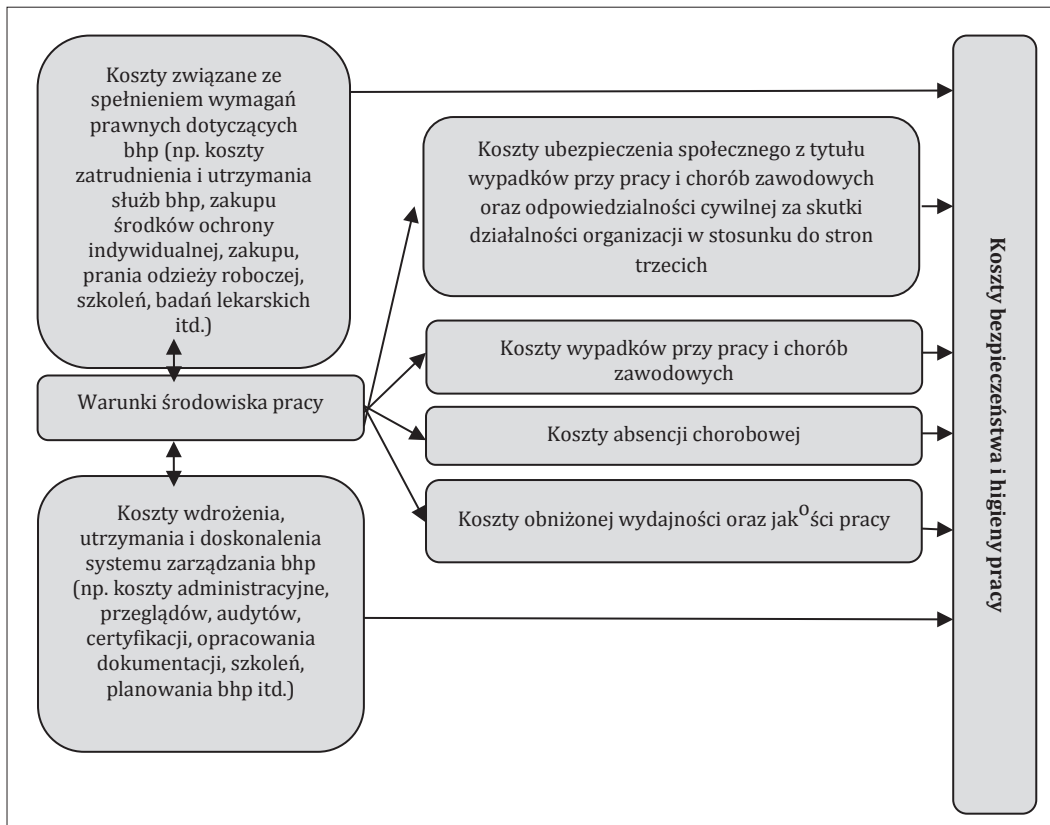 Koszty związane ze
spełnieniem wymagań
prawnych dotyczących
bhp (np. koszty
zatrudnienia i utrzymania
służb bhp, zakupu
środków ochrony
indywidualnej, zakupu,
prania odzieży roboczej,
szkoleń, badań lekarskich
itd.)
Warunki środowiska pracy
Koszty wdrożenia,
utrzymania i doskonalenia
systemu zarządzania bhp
(np. koszty administracyjne,
przeglądów, audytów,
certyfikacji, opracowania
dokumentacji, szkoleń,
planowania bhp itd.)
Koszty ubezpieczenia społecznego z tytułu
wypadków przy pracy i chorób zawodowych
oraz odpowiedzialności cywilnej za skutki
działalności organizacji w stosunku do stron
trzecich
Koszty wypadków przy pracy i chorób
zawodowych
Koszty absencji chorobowej
Koszty obniżonej wydajności oraz jakości pracy
Koszty bezpieczeństwa i higieny pracy